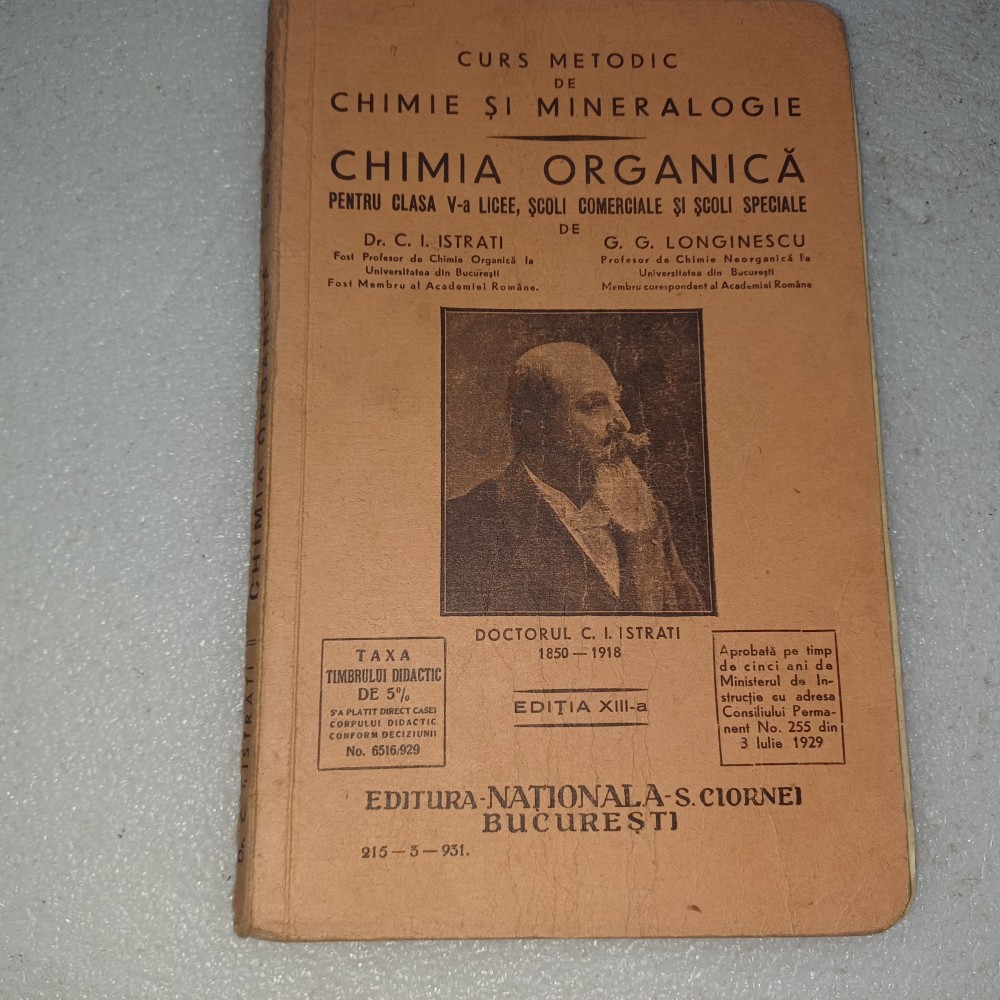 CURS METODIC
DE
CHIMIE ȘI MINERALOGIE
CHIMIA ORGANICĂ
PENTRU CLASA V-a LICEE, ȘCOLI COMERCIALE ȘI ȘCOLI SPECIALE
DE
Dr. C. I. ISTRATI
Fost Profesor de Chimie Organică la
Universitatea din București
Fost Membru al Academiei Române.
G. G. LONGINESCU
Profesor de Chimie Neorganică la
Universitatea din București
Membru curespondent al Academiei Române
DOCTORUL C. I. ISTRATI
1850 — 1918
EDIȚIA XIII-a
TAXA
TIMBRULUI DIDACTIC
DE 5%
S'A PLATIT DIRECT CASEI
CORPULUI DIDACTIC
CONFORM DECIZIUNII
No. 6516/929
Aprobată pe timp
de cinci ani de
Ministerul de In-
strucție cu adresa
Consiliului Perma-
nent No. 255 din
3 Iulie 1929
EDITURA-NAȚIONALA-S. CIORNEI
BUCUREȘTI
215 — 3 — 931.
Dr. C. I. ISTRATI || CHIMIA ORGANICĂ